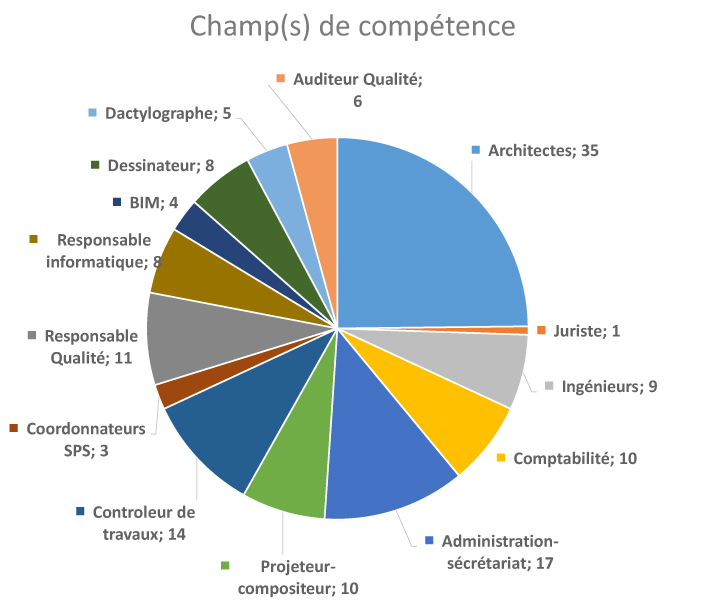 Champ(s) de compétence
Auditeur Qualité;
6
Dactylographe; 5
Architectes; 35
Dessinateur; 8
BIM; 4
Responsable
informatique; 8
Juriste; 1
Responsable
Qualité; 11
Ingénieurs; 9
Coordonnateurs
SPS; 3
Comptabilité; 10
Controleur de
travaux; 14
Administration-
sécrétariat; 17
Projeteur-
compositeur; 10